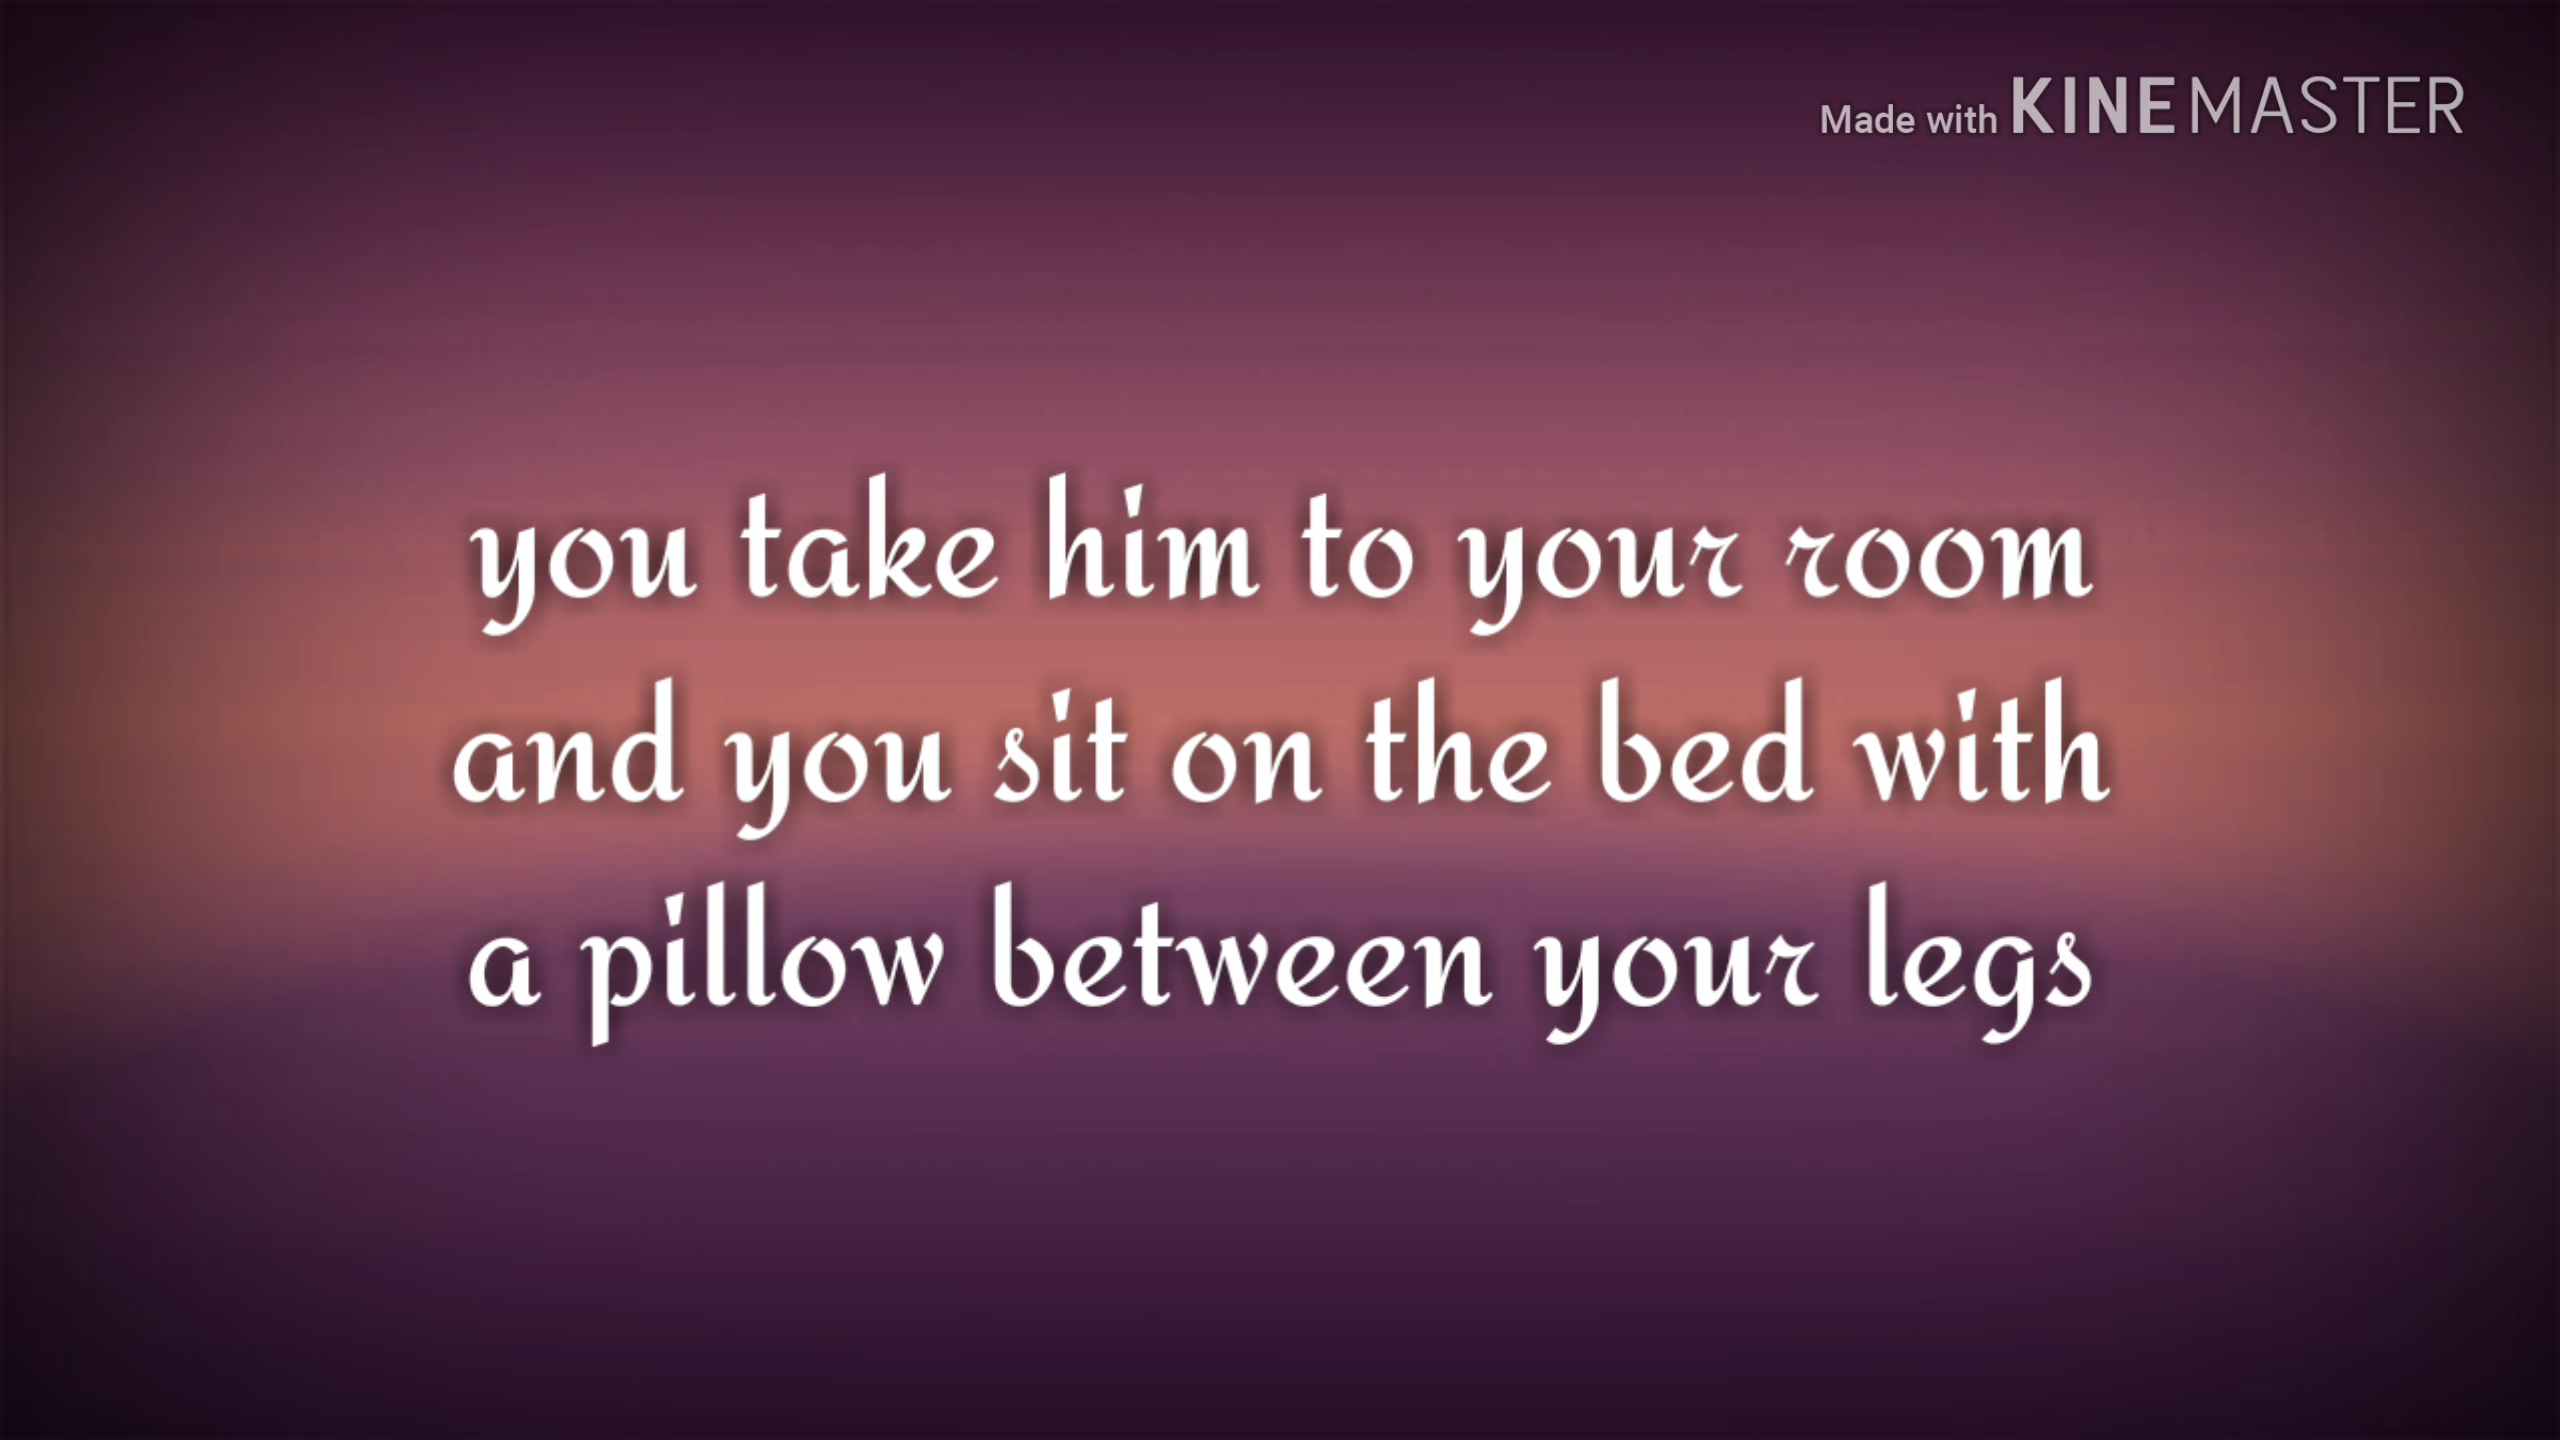 Made with KINEMASTER
you take him to your room
and you sit on the bed with
a pillow between your legs